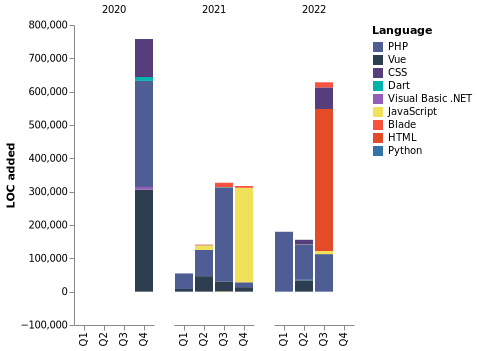 2020 2021 2022
800,000
700,000
600,000
500,000
400,000
300,000
200,000
100,000
0
−100,000
LOC added
Q1 Q2 Q3 Q4 Q1 Q2 Q3 Q4 Q1 Q2 Q3 Q4
Language
PHP
Vue
CSS
Dart
Visual Basic .NET
JavaScript
Blade
HTML
Python